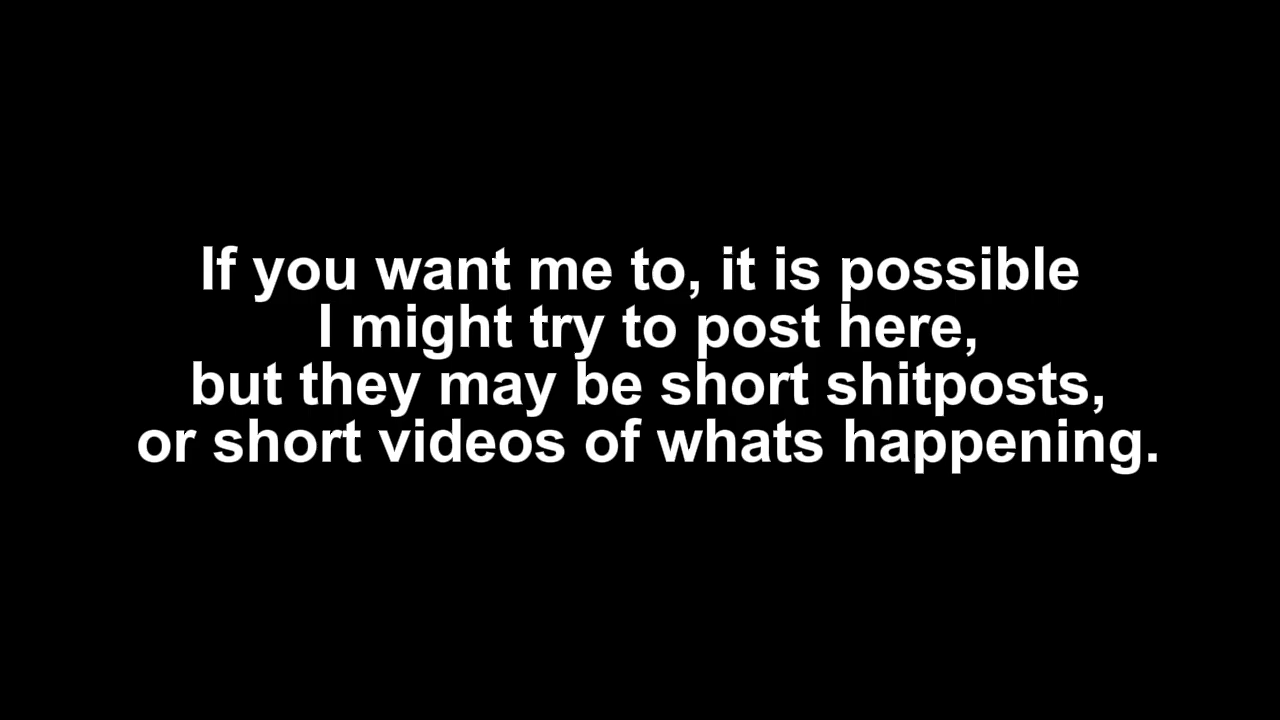 If you want me to, it is possible
I might try to post here,
but they may be short shitposts,
or short videos of whats happening.